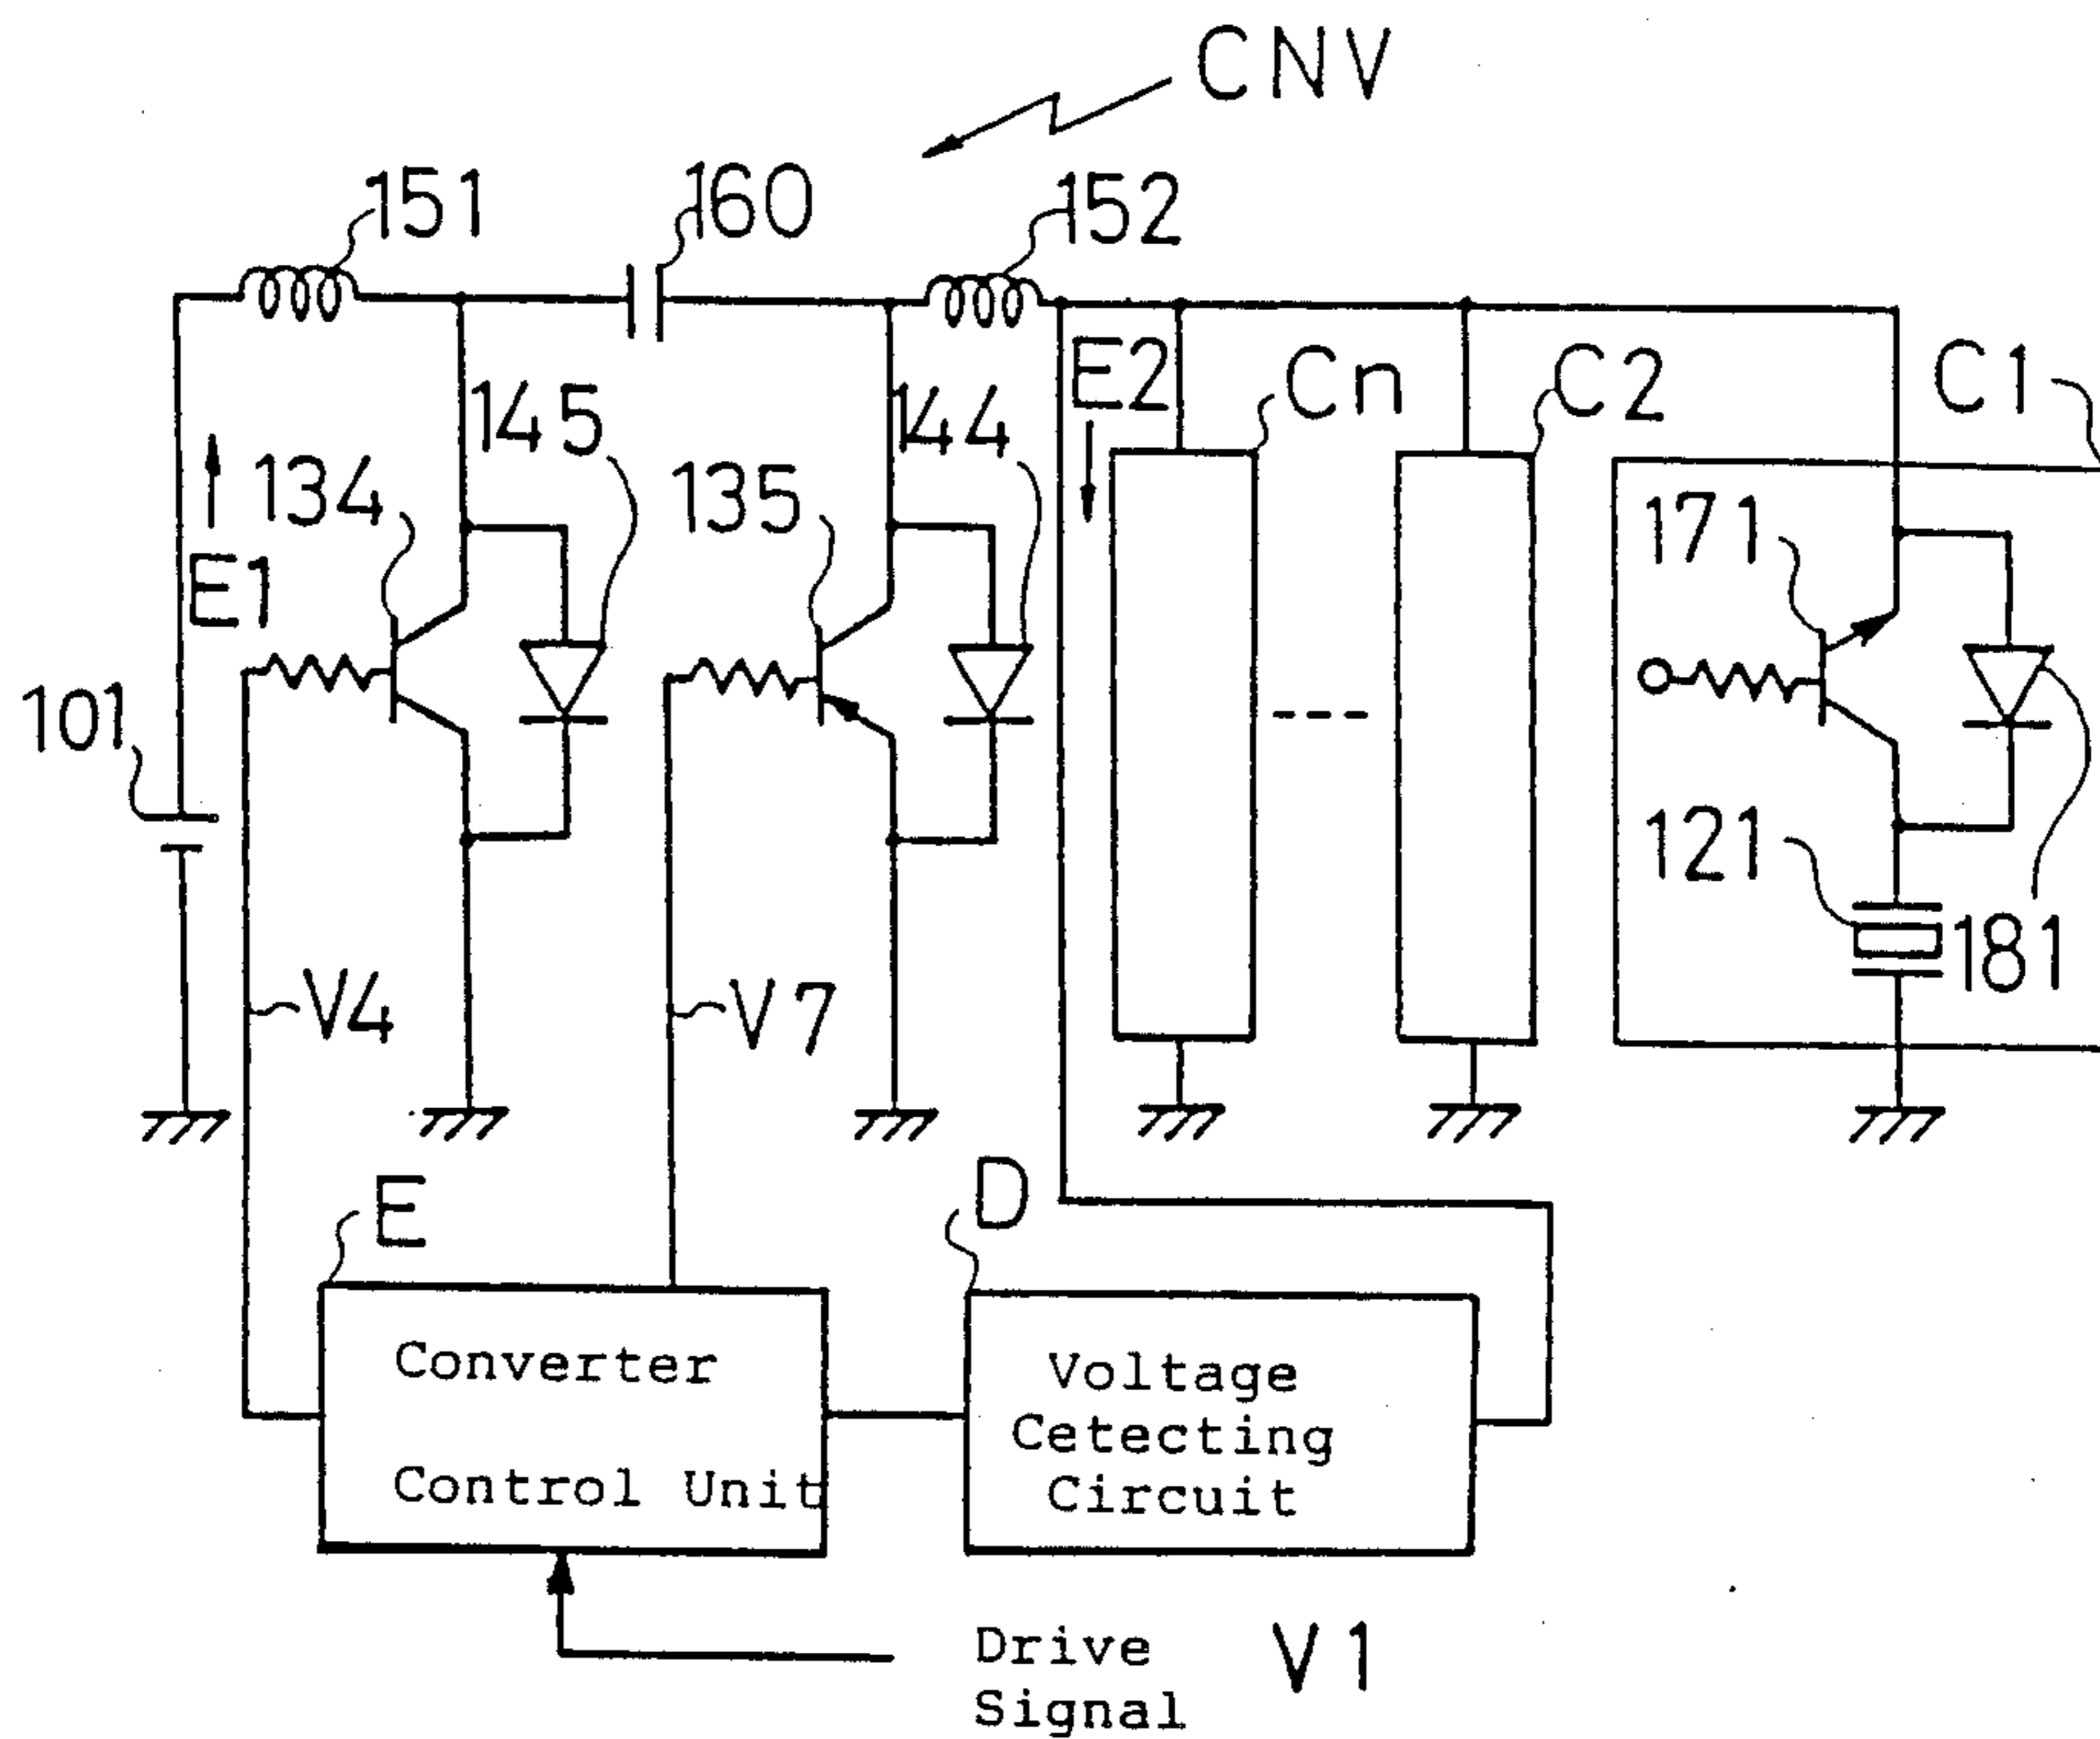 CNV
151
160
152
E2
Cn
C2
C1
145
144
134
135
171
E1
101
121
181
V4
V7
E
D
Converter
Control Unit
Voltage
Cetecting
Circuit
Drive
Signal
V1